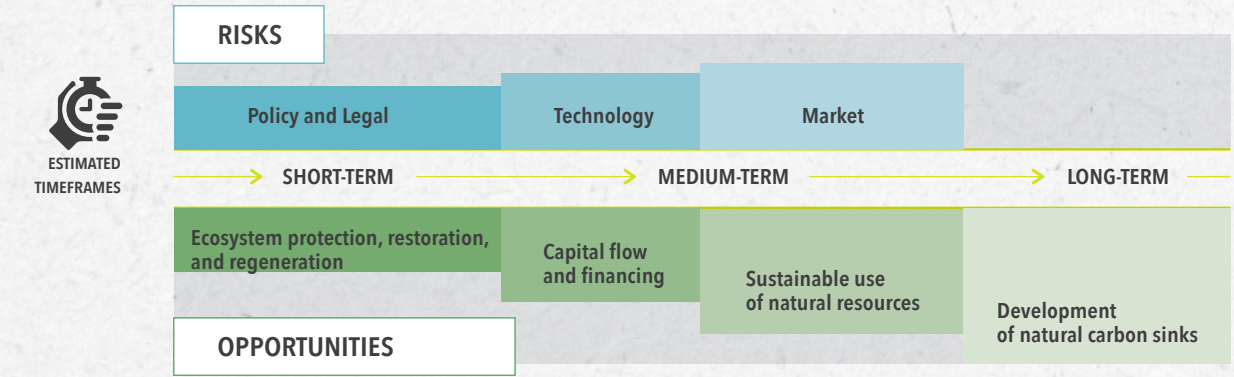 RISKS
Policy and Legal
Technology
Market
ESTIMATED
TIMEFRAMES
SHORT-TERM
MEDIUM-TERM
LONG-TERM
Ecosystem protection, restoration,
and regeneration
Capital flow
and financing
Sustainable use
of natural resources
Development
of natural carbon sinks
OPPORTUNITIES